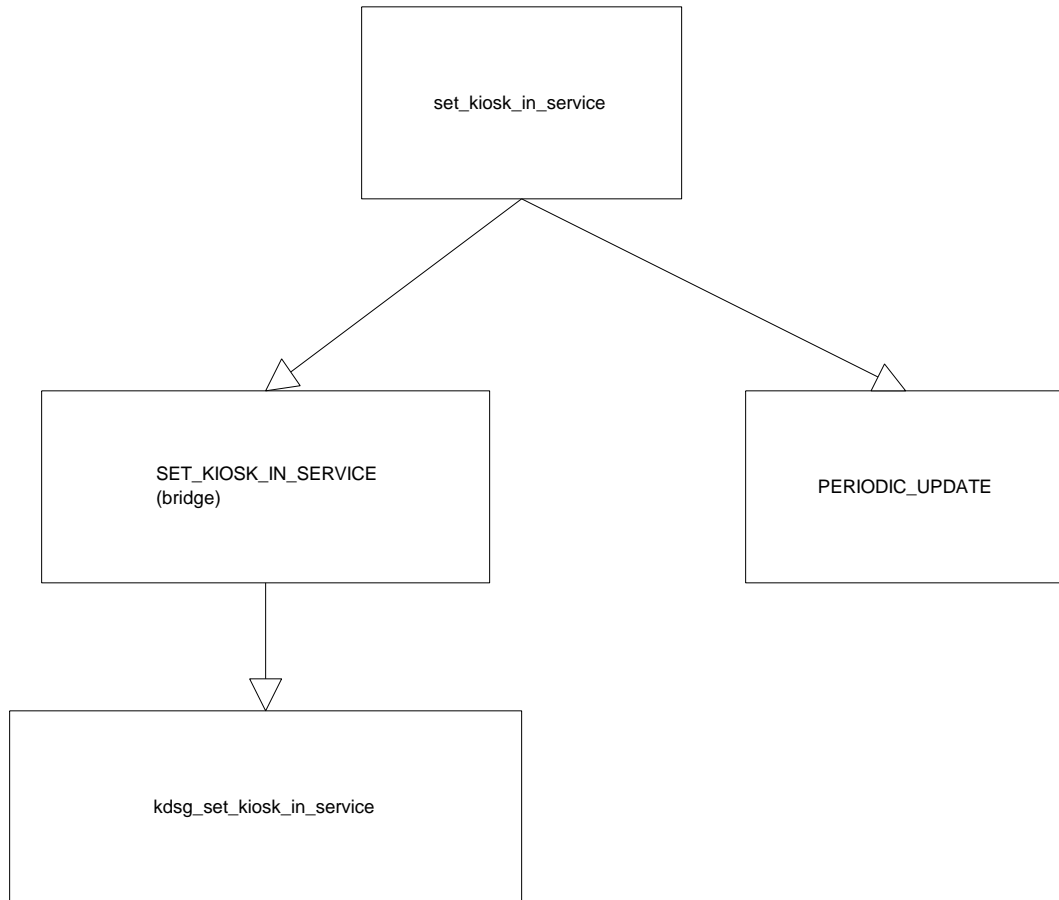 set_kiosk_in_service
SET_KIOSK_IN_SERVICE
(bridge)
PERIODIC_UPDATE
kdsg_set_kiosk_in_service